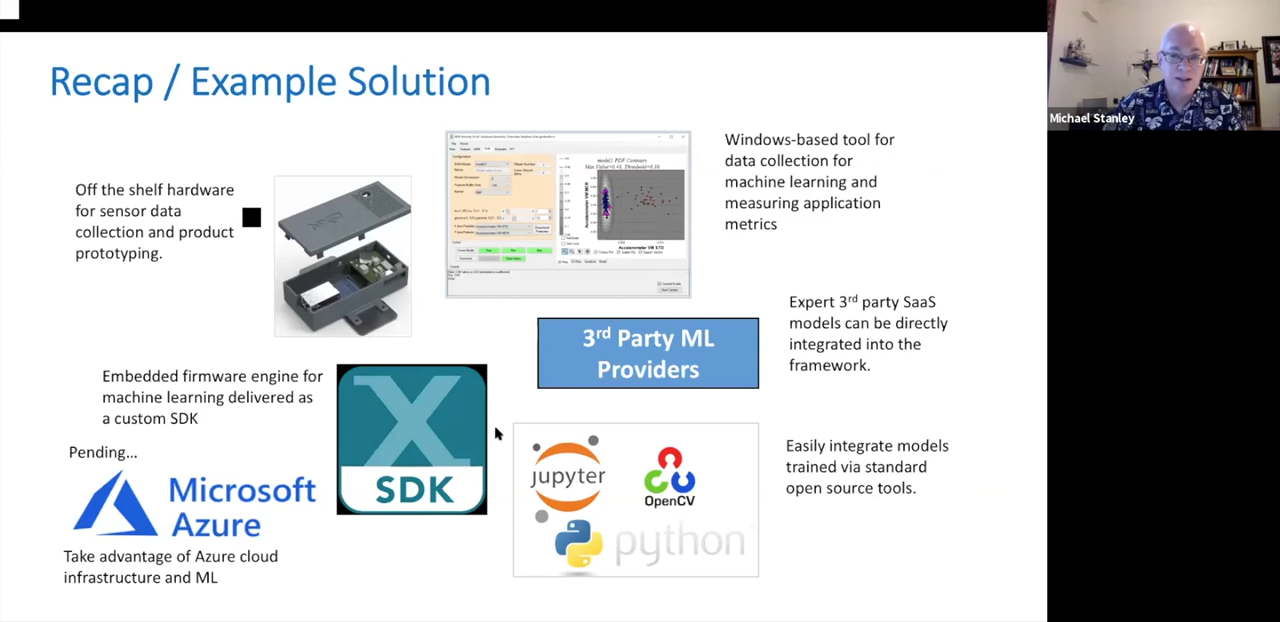 Recap / Example Solution
Michael Stanley
Off the shelf hardware
for sensor data
collection and product
prototyping.
NXP
model1 PDF Contours
Windows-based tool for
data collection for
machine learning and
measuring application
metrics
3rd Party ML
Providers
Expert 3rd party SaaS
models can be directly
integrated into the
framework.
Embedded firmware engine for
machine learning delivered as
a custom SDK
X
SDK
Pending...
Microsoft
Azure
Take advantage of Azure cloud
infrastructure and ML
jupyter
OpenCV
python
Easily integrate models
trained via standard
open source tools.